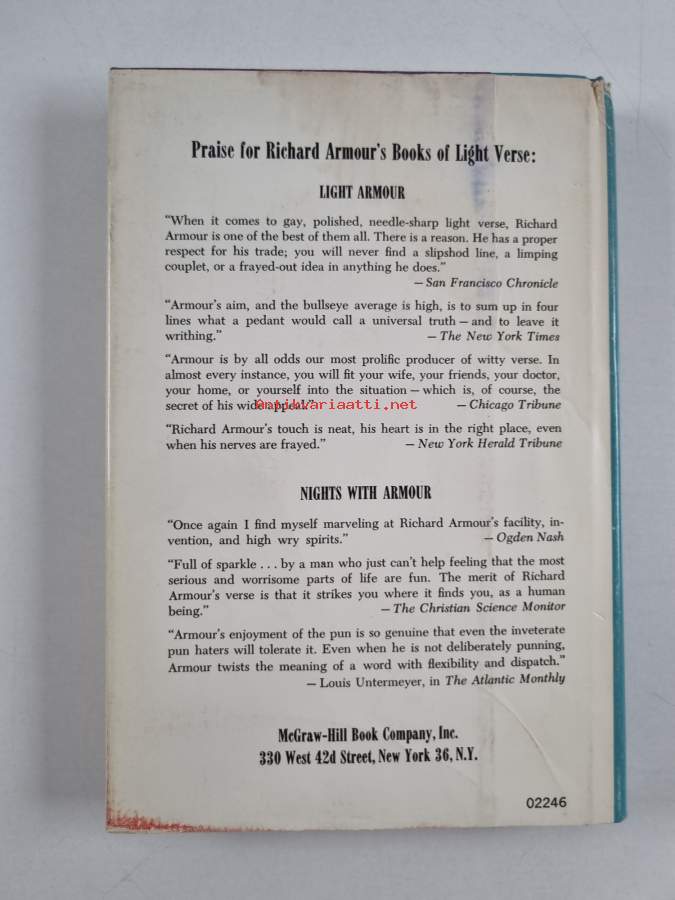 Praise for Richard Armour's Books of Light Verse:
LIGHT ARMOUR
"When it comes to gay, polished, needle-sharp light verse, Richard
Armour is one of the best of them all. There is a reason. He has a proper
respect for his trade; you will never find a slipshod line, a limping
couplet, or a frayed-out idea in anything he does."
— San Francisco Chronicle
"Armour's aim, and the bullseye average is high, is to sum up in four
lines what a pedant would call a universal truth — and to leave it
writhing." — The New York Times
"Armour is by all odds our most prolific producer of witty verse. In
almost every instance, you will fit your wife, your friends, your doctor,
your home, or yourself into the situation — which is, of course, the
secret of his wide appeal." — Chicago Tribune
Antikvariaatti.net
"Richard Armour's touch is neat, his heart is in the right place, even
when his nerves are frayed." — New York Herald Tribune
NIGHTS WITH ARMOUR
"Once again I find myself marveling at Richard Armour's facility, in-
vention, and high wry spirits." — Ogden Nash
"Full of sparkle . . . by a man who just can't help feeling that the most
serious and worrisome parts of life are fun. The merit of Richard
Armour's verse is that it strikes you where it finds you, as a human
being." — The Christian Science Monitor
"Armour's enjoyment of the pun is so genuine that even the inveterate
pun haters will tolerate it. Even when he is not deliberately punning,
Armour twists the meaning of a word with flexibility and dispatch."
— Louis Untermeyer, in The Atlantic Monthly
McGraw-Hill Book Company, Inc.
330 West 42d Street, New York 36, N.Y.
02246